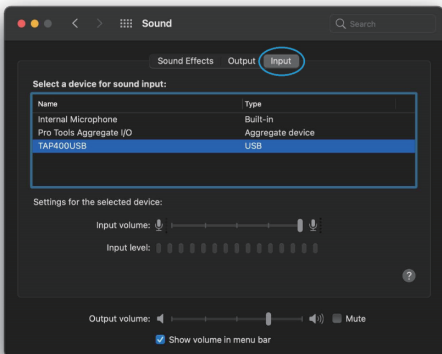 Sound
Search
Sound Effects Output Input
Select a device for sound input:
Name Type
Internal Microphone Built-in
Pro Tools Aggregate I/O Aggregate device
TAP400USB USB
Settings for the selected device:
Input volume:
Input level:
?
Output volume: Mute
Show volume in menu bar